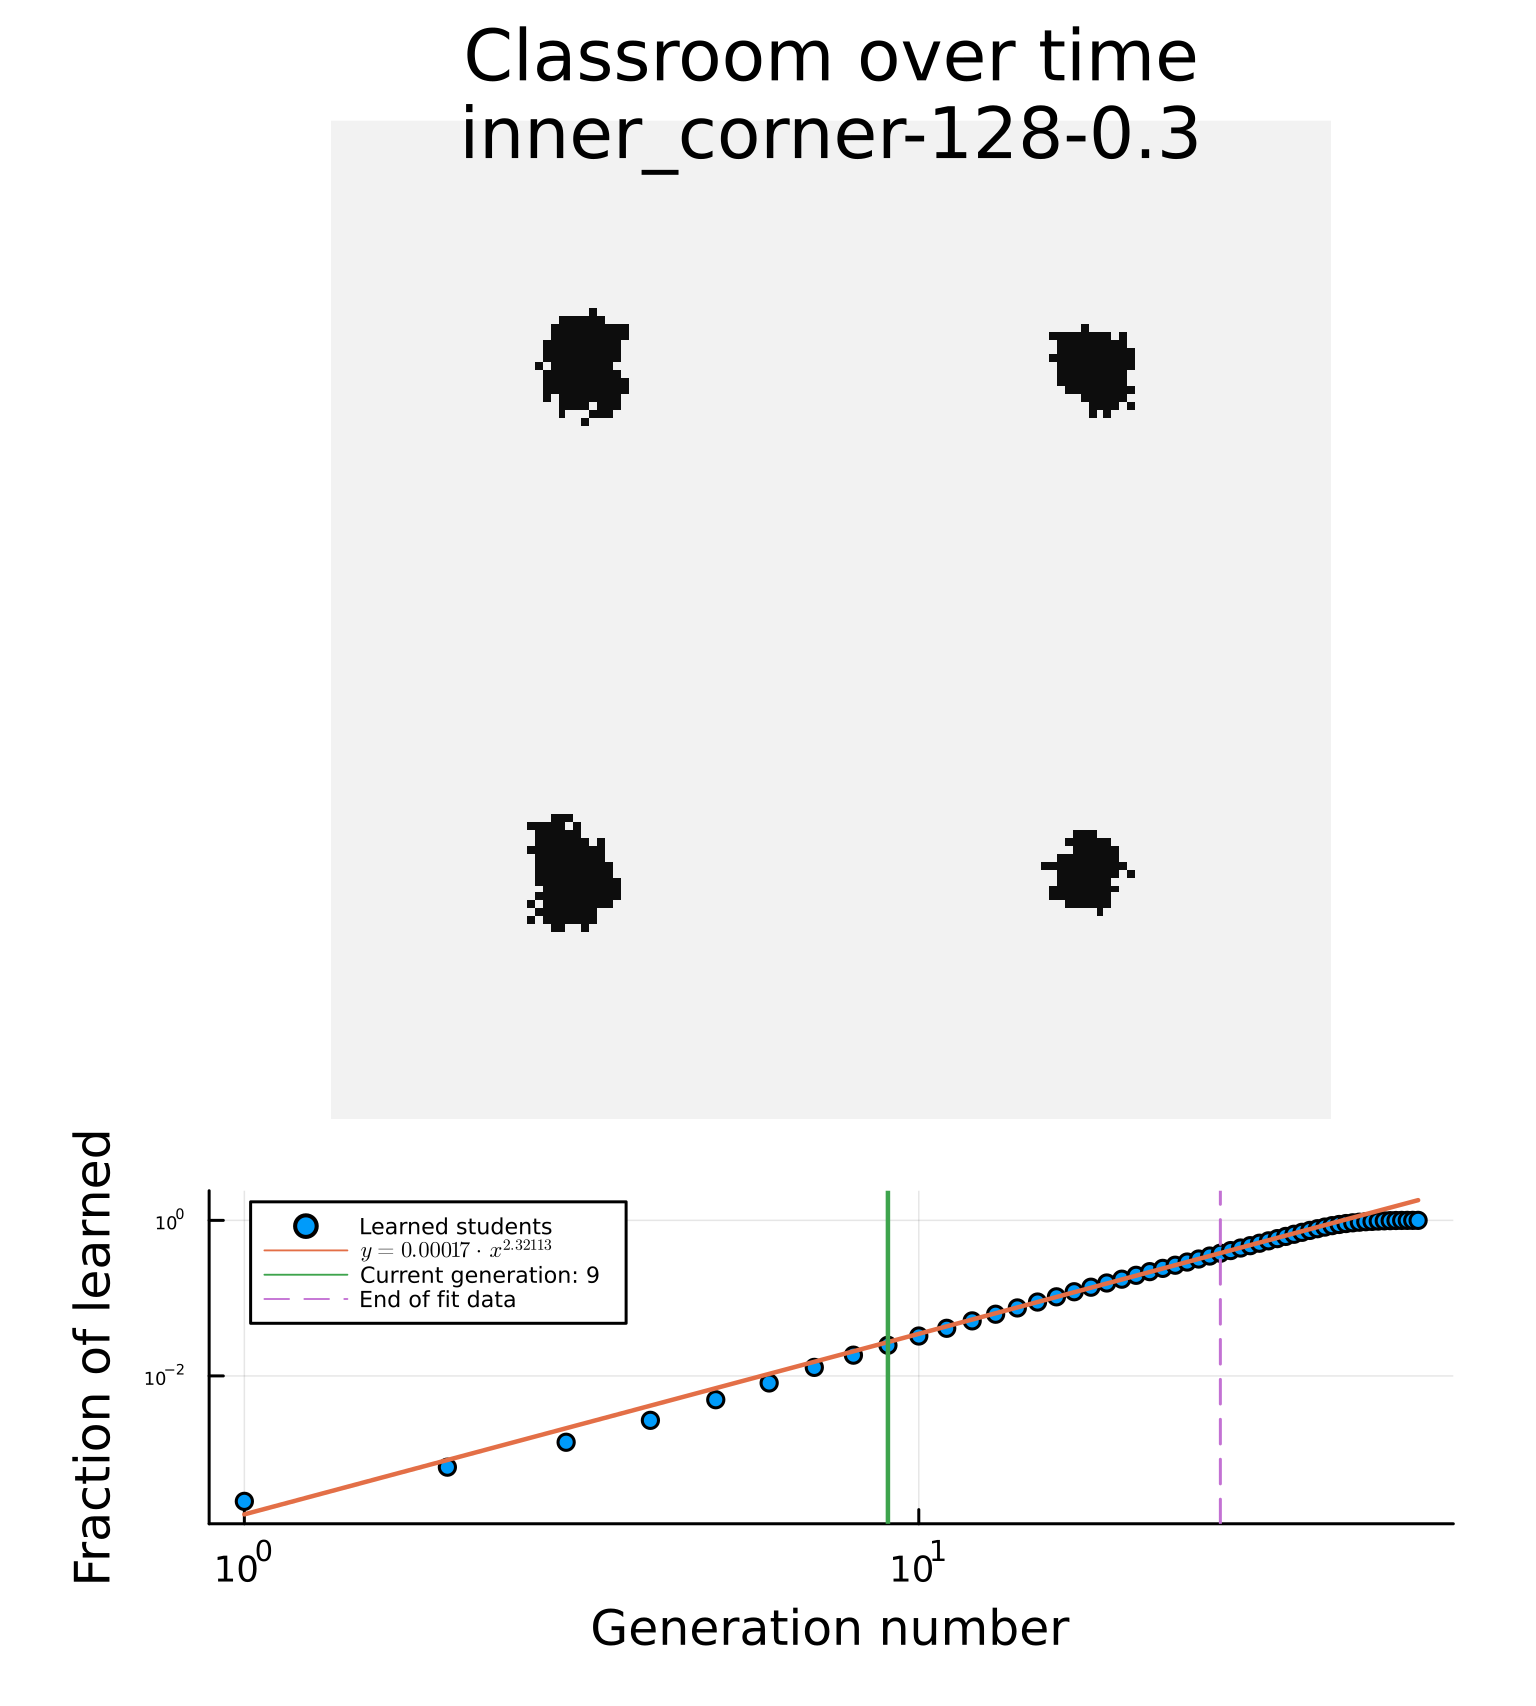 Classroom over time
inner_corner-128-0.3
Fraction of learned
10^0
10^-2
Learned students
y = 0.00017 · x^2.32113
Current generation: 9
End of fit data
10^0
10^1
Generation number